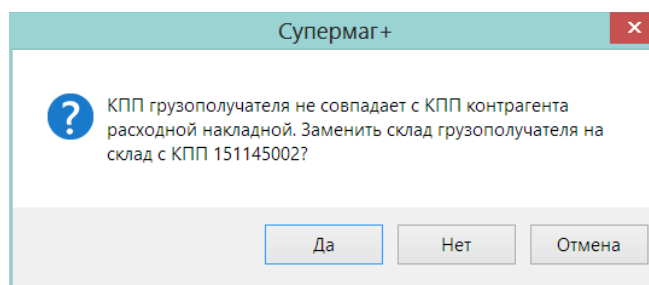 Супермаг+
КПП грузополучателя не совпадает с КПП контрагента
расходной накладной. Заменить склад грузополучателя на
склад с КПП 151145002?
Да Нет Отмена